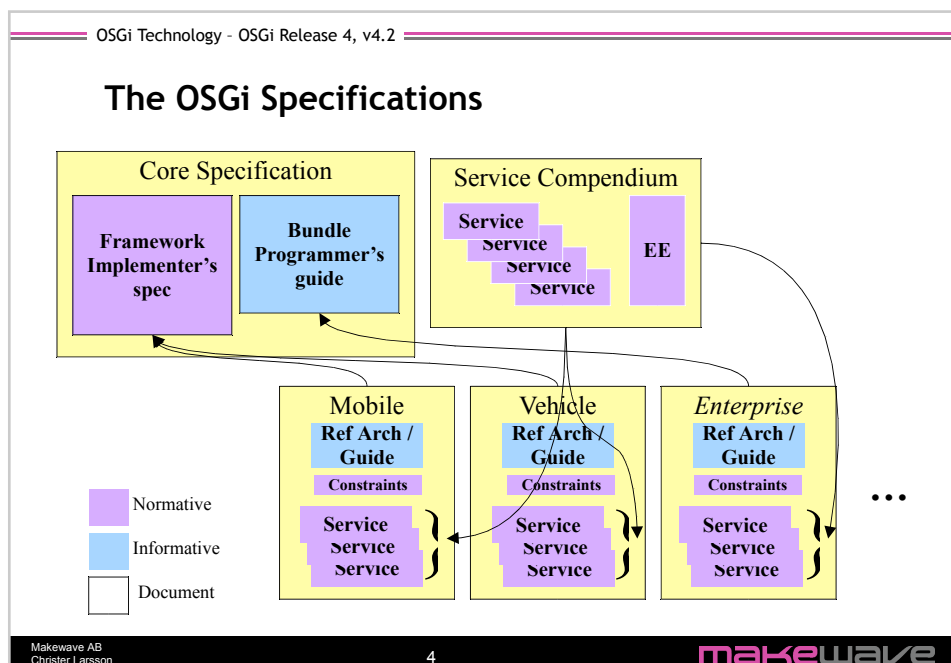 OSGi Technology – OSGi Release 4, v4.2
The OSGi Specifications
Core Specification
Framework
Implementer's
spec
Bundle
Programmer's
guide
Service Compendium
Service
Service
Service
Service
EE
Mobile
Ref Arch /
Guide
Constraints
Service
Service
Service
Vehicle
Ref Arch /
Guide
Constraints
Service
Service
Service
Enterprise
Ref Arch /
Guide
Constraints
Service
Service
Service
...
Normative
Informative
Document
Makewave AB
Christer Larsson
4
makewave